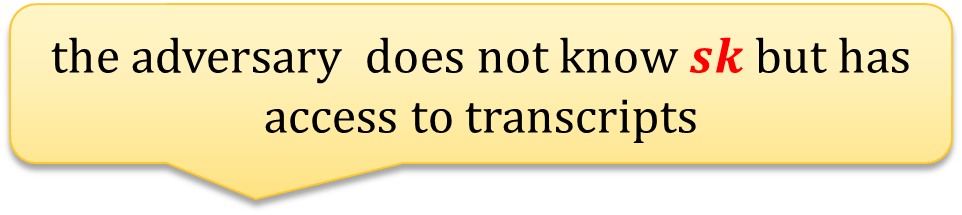 the adversary does not know sk but has
access to transcripts